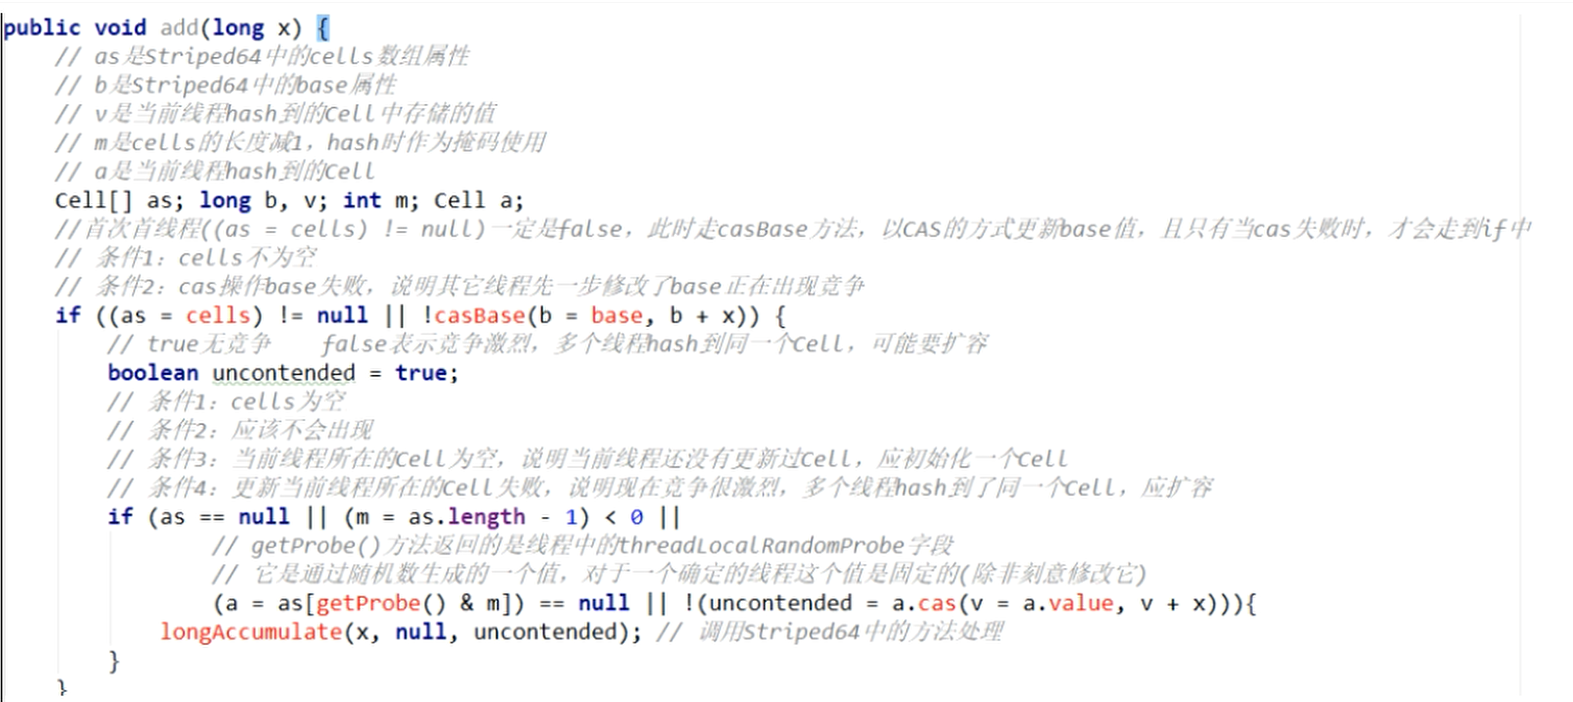 public void add(long x) {
// as是Striped64中的cells数组属性
// b是Striped64中的base属性
// v是当前线程hash到的Cell中存储的值
// m是cells的长度减1，hash时作为掩码使用
// a是当前线程hash到的Cell
Cell[] as; long b, v; int m; Cell a;
//首次首线程((as = cells) != null)一定是false，此时走casBase方法，以CAS的方式更新base值，且只有当cas失败时，才会走到if中
// 条件1：cells不为空
// 条件2：cas操作base失败，说明其它线程先一步修改了base正在出现竞争
if ((as = cells) != null || !casBase(b = base, b + x)) {
// true无竞争 false表示竞争激烈，多个线程hash到同一个Cell，可能要扩容
boolean uncontended = true;
// 条件1：cells为空
// 条件2：应该不会出现
// 条件3：当前线程所在的Cell为空，说明当前线程还没有更新过Cell，应初始化一个Cell
// 条件4：更新当前线程所在的Cell失败，说明现在竞争很激烈，多个线程hash到了同一个Cell，应扩容
if (as == null || (m = as.length - 1) < 0 ||
// getProbe()方法返回的是线程中的threadLocalRandomProbe字段
// 它是通过随机数生成的一个值，对于一个确定的线程这个值是固定的(除非刻意修改它)
(a = as[getProbe() & m]) == null || !(uncontended = a.cas(v = a.value, v + x))){
longAccumulate(x, null, uncontended); // 调用Striped64中的方法处理
}
}